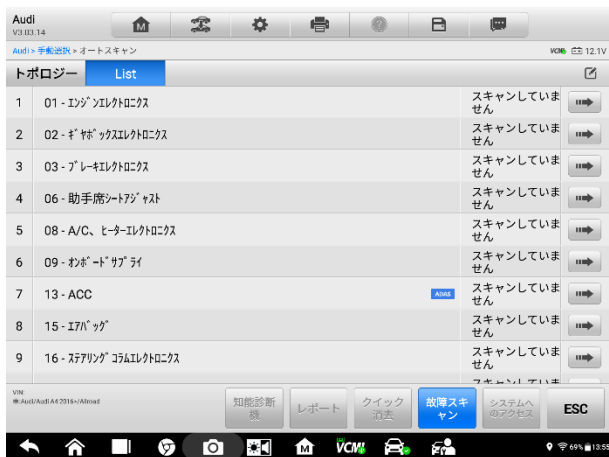 Audi
V3.03.14
Audi > 手動選択 > オートスキャン
VCMI 12.1V
トポロジー List
1 01 - ｴﾝｼﾞﾝｴﾚｸﾄﾛﾆｸｽ スキャンしていま
せん
2 02 - ｷﾞﾔﾎﾞｯｸｽｴﾚｸﾄﾛﾆｸｽ スキャンしていま
せん
3 03 - ﾌﾞﾚｰｷｴﾚｸﾄﾛﾆｸｽ スキャンしていま
せん
4 06 - 助手席ｼｰﾄｱｼﾞｬｽﾄ スキャンしていま
せん
5 08 - A/C、ﾋｰﾀｰｴﾚｸﾄﾛﾆｸｽ スキャンしていま
せん
6 09 - ｵﾝﾎﾞｰﾄﾞｻﾌﾟﾗｲ スキャンしていま
せん
7 13 - ACC ADAS スキャンしていま
せん
8 15 - ｴｱﾊﾞｯｸﾞ スキャンしていま
せん
9 16 - ｽﾃｱﾘﾝｸﾞｺﾗﾑｴﾚｸﾄﾛﾆｸｽ スキャンしていま
せん
スキャンしていま
VIN:
車:Audi/Audi A4 2016>/Allroad
知能診断
機
レポート
クイック
消去
故障スキ
ャン
システムへ
のアクセス
ESC
M VCMI 69% 13:55